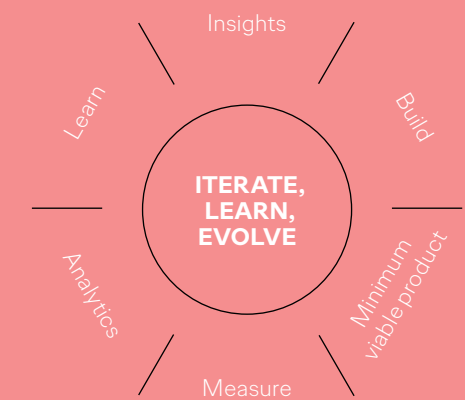 Insights
Learn
Build
ITERATE,
LEARN,
EVOLVE
Analytics
Minimum
viable product
Measure